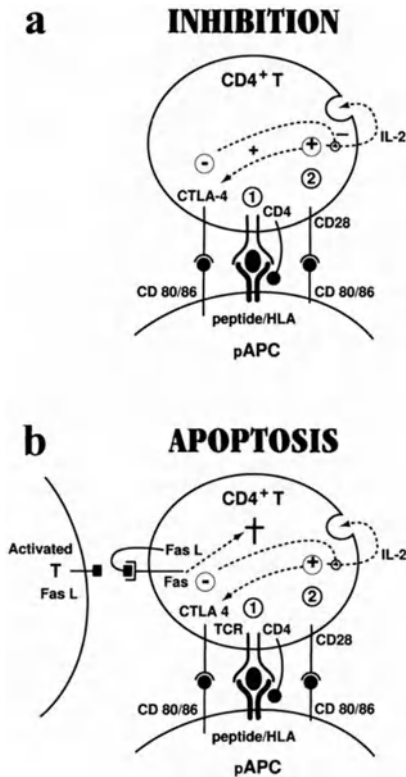 a INHIBITION
CD4+ T
IL-2
- + +
CTLA-4 1 CD4 2
CD28
CD 80/86 CD 80/86
peptide/HLA
pAPC
b APOPTOSIS
CD4+ T
IL-2
Activated Fas L
T Fas - +
Fas L CTLA 4 1 2
TCR CD4 CD28
CD 80/86 CD 80/86
peptide/HLA
pAPC